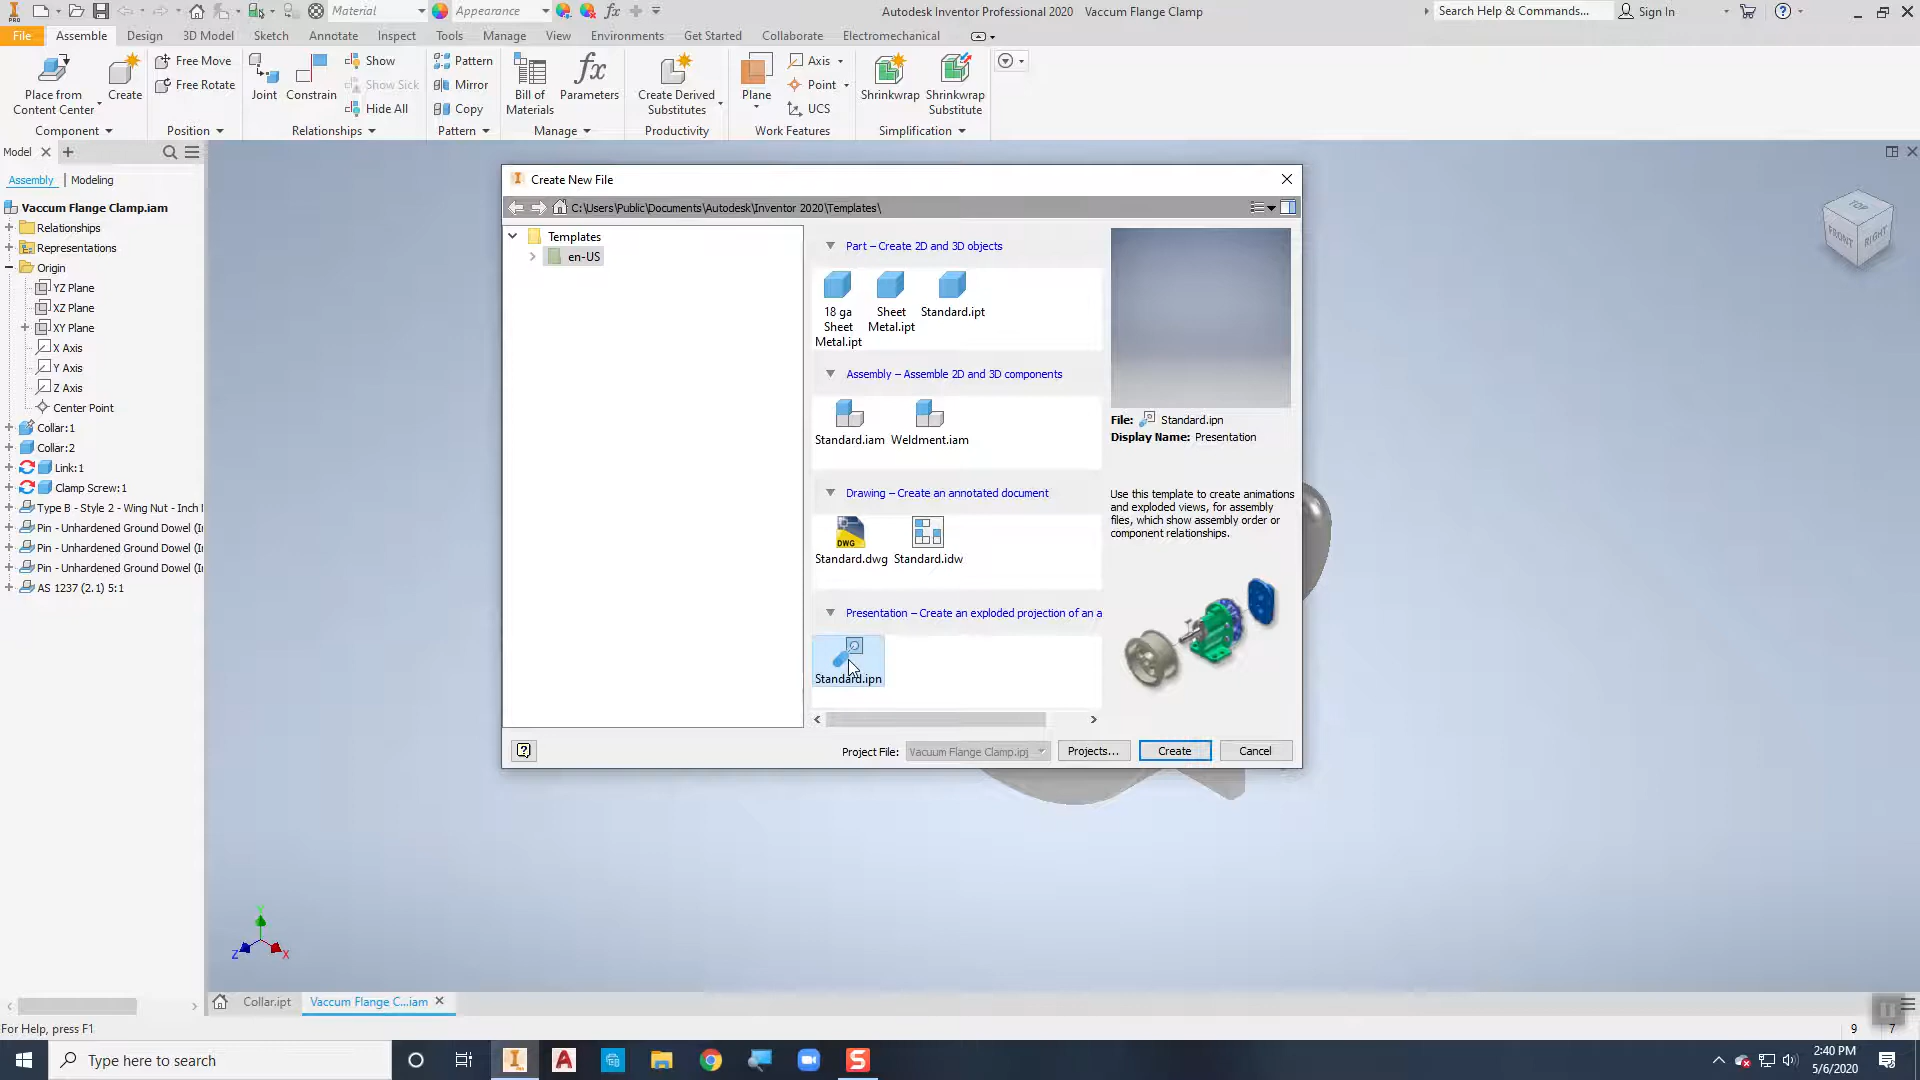 Material
Appearance
Autodesk Inventor Professional 2020 Vaccum Flange Clamp
Search Help & Commands...
Sign In
File
Assemble
Design
3D Model
Sketch
Annotate
Inspect
Tools
Manage
View
Environments
Get Started
Collaborate
Electromechanical
Place from
Content Center
Create
Free Move
Free Rotate
Joint
Constrain
Show
Show Sick
Hide All
Pattern
Mirror
Copy
Bill of
Materials
fx
Parameters
Create Derived
Substitutes
Plane
Axis
Point
UCS
Shrinkwrap
Shrinkwrap
Substitute
Component
Position
Relationships
Pattern
Manage
Productivity
Work Features
Simplification
Model
Assembly
Modeling
Vaccum Flange Clamp.iam
Relationships
Representations
Origin
YZ Plane
XZ Plane
XY Plane
X Axis
Y Axis
Z Axis
Center Point
Collar:1
Collar:2
Link:1
Clamp Screw:1
Type B - Style 2 - Wing Nut - Inch
Pin - Unhardened Ground Dowel (I
Pin - Unhardened Ground Dowel (I
Pin - Unhardened Ground Dowel (I
AS 1237 (2.1) 5:1
Create New File
C:\Users\Public\Documents\Autodesk\Inventor 2020\Templates\
Templates
en-US
Part – Create 2D and 3D objects
18 ga
Sheet
Metal.ipt
Sheet
Metal.ipt
Standard.ipt
Assembly – Assemble 2D and 3D components
Standard.iam
Weldment.iam
Drawing – Create an annotated document
DWG
Standard.dwg
Standard.idw
Presentation – Create an exploded projection of an a
Standard.ipn
File: Standard.ipn
Display Name: Presentation
Use this template to create animations
and exploded views, for assembly
files, which show assembly order or
component relationships.
Project File:
Vacuum Flange Clamp.ipj
Projects...
Create
Cancel
TOP
FRONT
RIGHT
Y
Z
X
Collar.ipt
Vaccum Flange C...iam
For Help, press F1
9
7
Type here to search
2:40 PM
5/6/2020